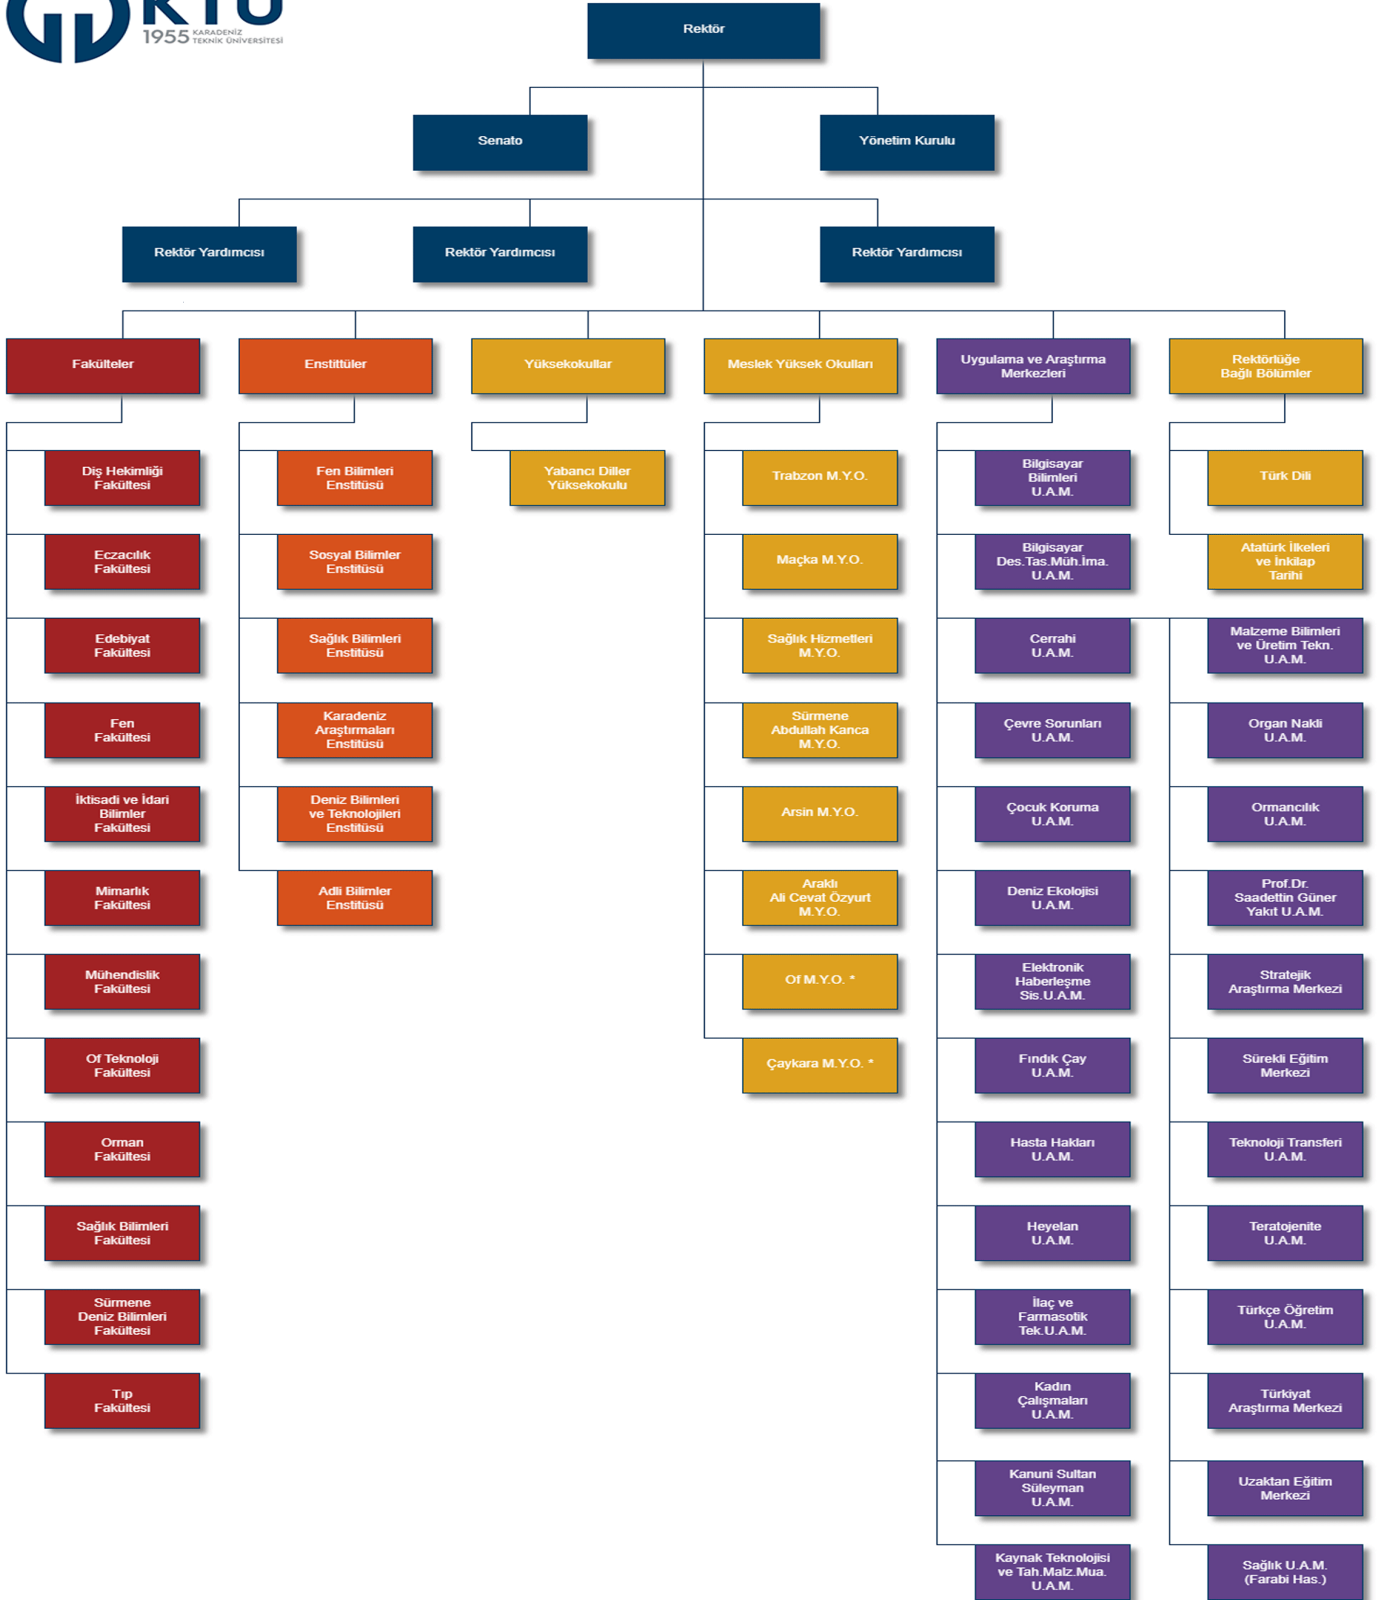 KTÜ
1955 KARADENİZ
TEKNİK ÜNİVERSİTESİ
Rektör
Senato
Yönetim Kurulu
Rektör Yardımcısı
Rektör Yardımcısı
Rektör Yardımcısı
Fakülteler
Enstittüler
Yüksekokullar
Meslek Yüksek Okulları
Uygulama ve Araştırma
Merkezleri
Rektörlüğe
Bağlı Bölümler
Diş Hekimliği
Fakültesi
Eczacılık
Fakültesi
Edebiyat
Fakültesi
Fen
Fakültesi
İktisadi ve İdari
Bilimler
Fakültesi
Mimarlık
Fakültesi
Mühendislik
Fakültesi
Of Teknoloji
Fakültesi
Orman
Fakültesi
Sağlık Bilimleri
Fakültesi
Sürmene
Deniz Bilimleri
Fakültesi
Tıp
Fakültesi
Fen Bilimleri
Enstitüsü
Sosyal Bilimler
Enstitüsü
Sağlık Bilimleri
Enstitüsü
Karadeniz
Araştırmaları
Enstitüsü
Deniz Bilimleri
ve Teknolojileri
Enstitüsü
Adli Bilimler
Enstitüsü
Yabancı Diller
Yüksekokulu
Trabzon M.Y.O.
Maçka M.Y.O.
Sağlık Hizmetleri
M.Y.O.
Sürmene
Abdullah Kanca
M.Y.O.
Arsin M.Y.O.
Araklı
Ali Cevat Özyurt
M.Y.O.
Of M.Y.O. *
Çaykara M.Y.O. *
Bilgisayar
Bilimleri
U.A.M.
Bilgisayar
Des.Tas.Müh.İma.
U.A.M.
Cerrahi
U.A.M.
Çevre Sorunları
U.A.M.
Çocuk Koruma
U.A.M.
Deniz Ekolojisi
U.A.M.
Elektronik
Haberleşme
Sis.U.A.M.
Fındık Çay
U.A.M.
Hasta Hakları
U.A.M.
Heyelan
U.A.M.
İlaç ve
Farmasotik
Tek.U.A.M.
Kadın
Çalışmaları
U.A.M.
Kanuni Sultan
Süleyman
U.A.M.
Kaynak Teknolojisi
ve Tah.Malz.Mua.
U.A.M.
Türk Dili
Atatürk İlkeleri
ve İnkilap
Tarihi
Malzeme Bilimleri
ve Üretim Tekn.
U.A.M.
Organ Nakli
U.A.M.
Ormancılık
U.A.M.
Prof.Dr.
Saadettin Güner
Yakıt U.A.M.
Stratejik
Araştırma Merkezi
Sürekli Eğitim
Merkezi
Teknoloji Transferi
U.A.M.
Teratojenite
U.A.M.
Türkçe Öğretim
U.A.M.
Türkiyat
Araştırma Merkezi
Uzaktan Eğitim
Merkezi
Sağlık U.A.M.
(Farabi Has.)